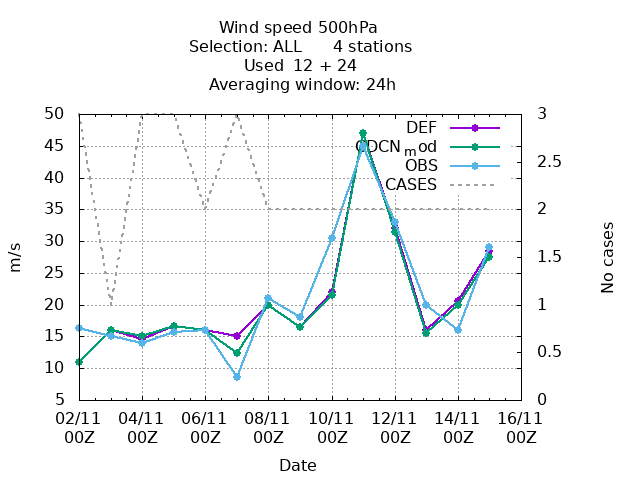 Wind speed 500hPa
Selection: ALL 4 stations
Used 12 + 24
Averaging window: 24h
50 3
DEF
45 CDCN_mod
2.5
40 OBS
CASES
35 2
30
m/s 1.5 No cases
25
20 1
15
10 0.5
5 0
02/11 04/11 06/11 08/11 10/11 12/11 14/11 16/11
00Z 00Z 00Z 00Z 00Z 00Z 00Z 00Z
Date